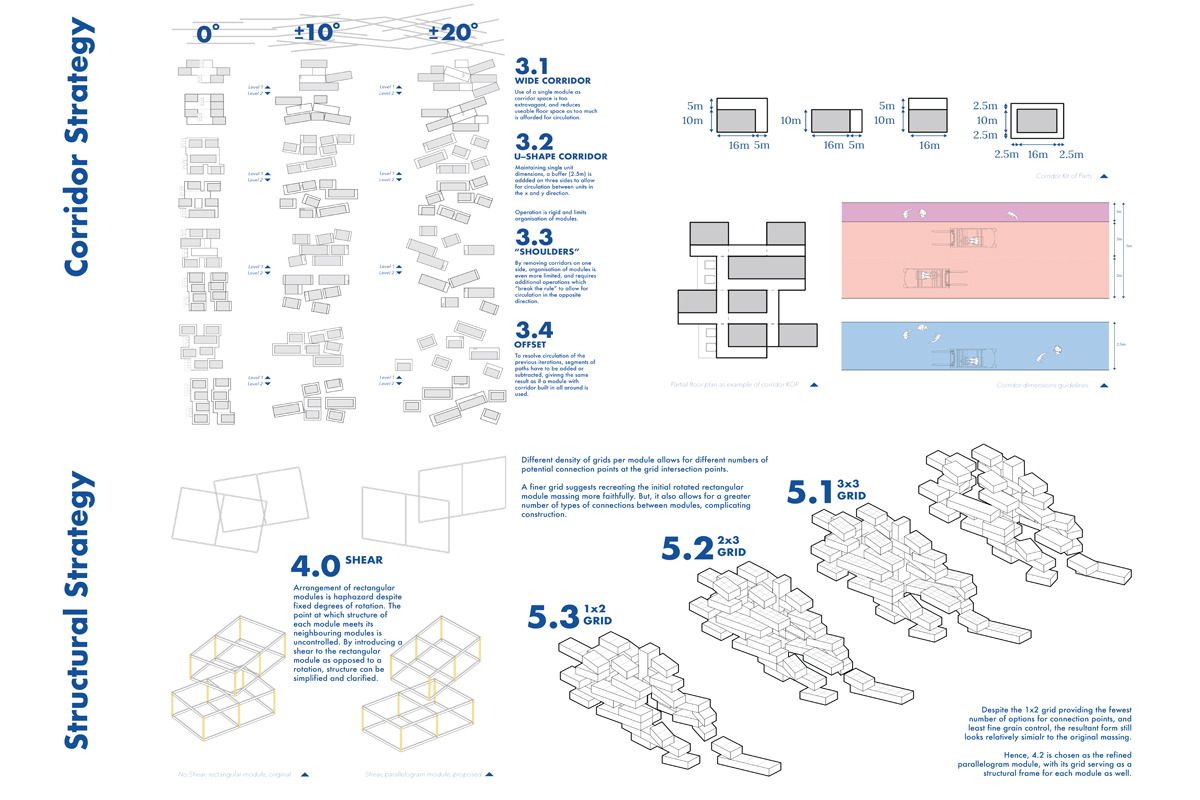 Corridor Strategy
0°
±10°
±20°
Level 1
Level 2
Level 1
Level 2
Level 1
Level 2
Level 1
Level 2
Level 1
Level 2
Level 1
Level 2
Level 1
Level 2
Level 1
Level 2
3.1
WIDE CORRIDOR
Use of a single module as
corridor space is too
extravagant, and reduces
useable floor space as too much
is afforded for circulation.
3.2
U-SHAPE CORRIDOR
Maintaining single unit
dimensions, a buffer (2.5m) is
addded on three sides to allow
for circulation between units in
the x and y direction.
Operation is rigid and limits
organisation of modules.
3.3
"SHOULDERS"
By removing corridors on one
side, organisation of modules is
even more limited, and requires
additional operations which
"break the rule" to allow for
circulation in the opposite
direction.
3.4
OFFSET
To resolve circulation of the
previous iterations, segments of
paths have to be added or
subtracted, giving the same
result as if a module with
corridor built in all around is
used.
5m
10m
16m 5m
10m
16m 5m
5m
10m
16m
2.5m
10m
2.5m
2.5m 16m 2.5m
Corridor Kit of Parts
Partial floor plan as example of corridor KOP
2.5m
Corridor dimensions guidelines
Structural Strategy
4.0 SHEAR
Arrangement of rectangular
modules is haphazard despite
fixed degrees of rotation. The
point at which structure of
each module meets its
neighbouring modules is
uncontrolled. By introducing a
shear to the rectangular
module as opposed to a
rotation, structure can be
simplified and clarified.
No Shear, rectangular module, original
Shear, parallelogram module, proposed
Different density of grids per module allows for different numbers of
potential connection points at the grid intersection points.
A finer grid suggests recreating the initial rotated rectangular
module massing more faithfully. But, it also allows for a greater
number of types of connections between modules, complicating
construction.
5.1 3x3
GRID
5.2 2x3
GRID
5.3 1x2
GRID
Despite the 1x2 grid providing the fewest
number of options for connection points, and
least fine grain control, the resultant form still
looks relatively simialr to the original massing.
Hence, 4.2 is chosen as the refined
parallelogram module, with its grid serving as a
structural frame for each module as well.